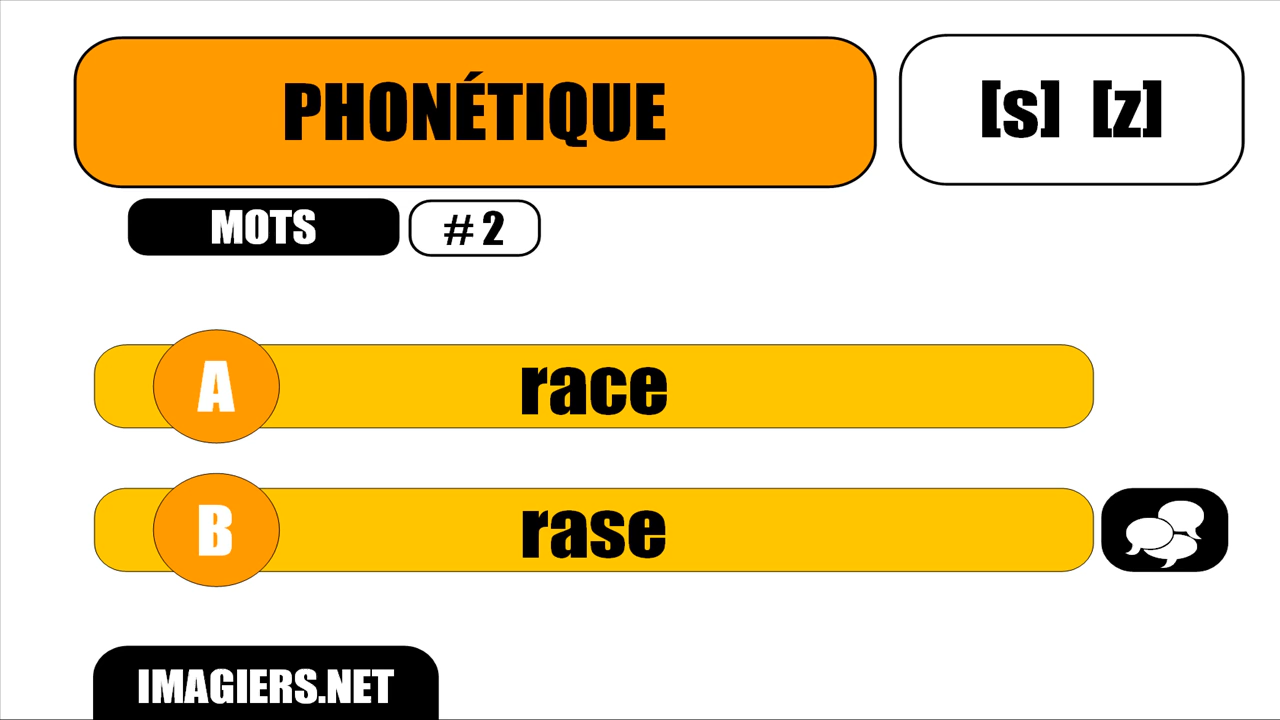 PHONÉTIQUE
[s] [z]
MOTS
# 2
A
race
B
rase
IMAGIERS.NET